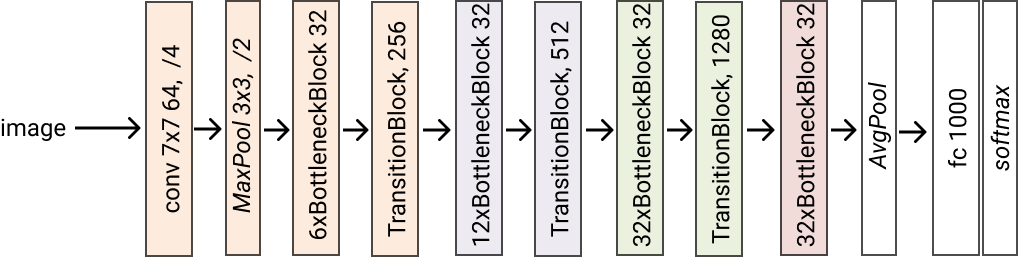 image
conv 7x7 64, /4
MaxPool 3x3, /2
6xBottleneckBlock 32
TransitionBlock, 256
12xBottleneckBlock 32
TransitionBlock, 512
32xBottleneckBlock 32
TransitionBlock, 1280
32xBottleneckBlock 32
AvgPool
fc 1000
softmax